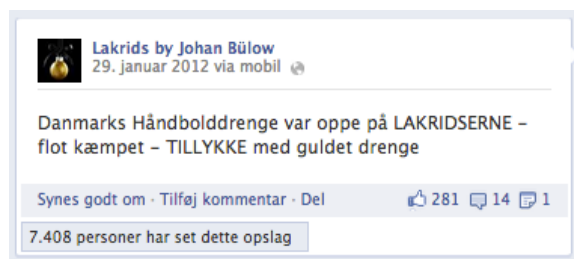 Lakrids by Johan Bülow
29. januar 2012 via mobil
Danmarks Håndbolddrenge var oppe på LAKRIDSERNE –
flot kæmpet – TILLYKKE med guldet drenge
Synes godt om · Tilføj kommentar · Del 281 14 1
7.408 personer har set dette opslag